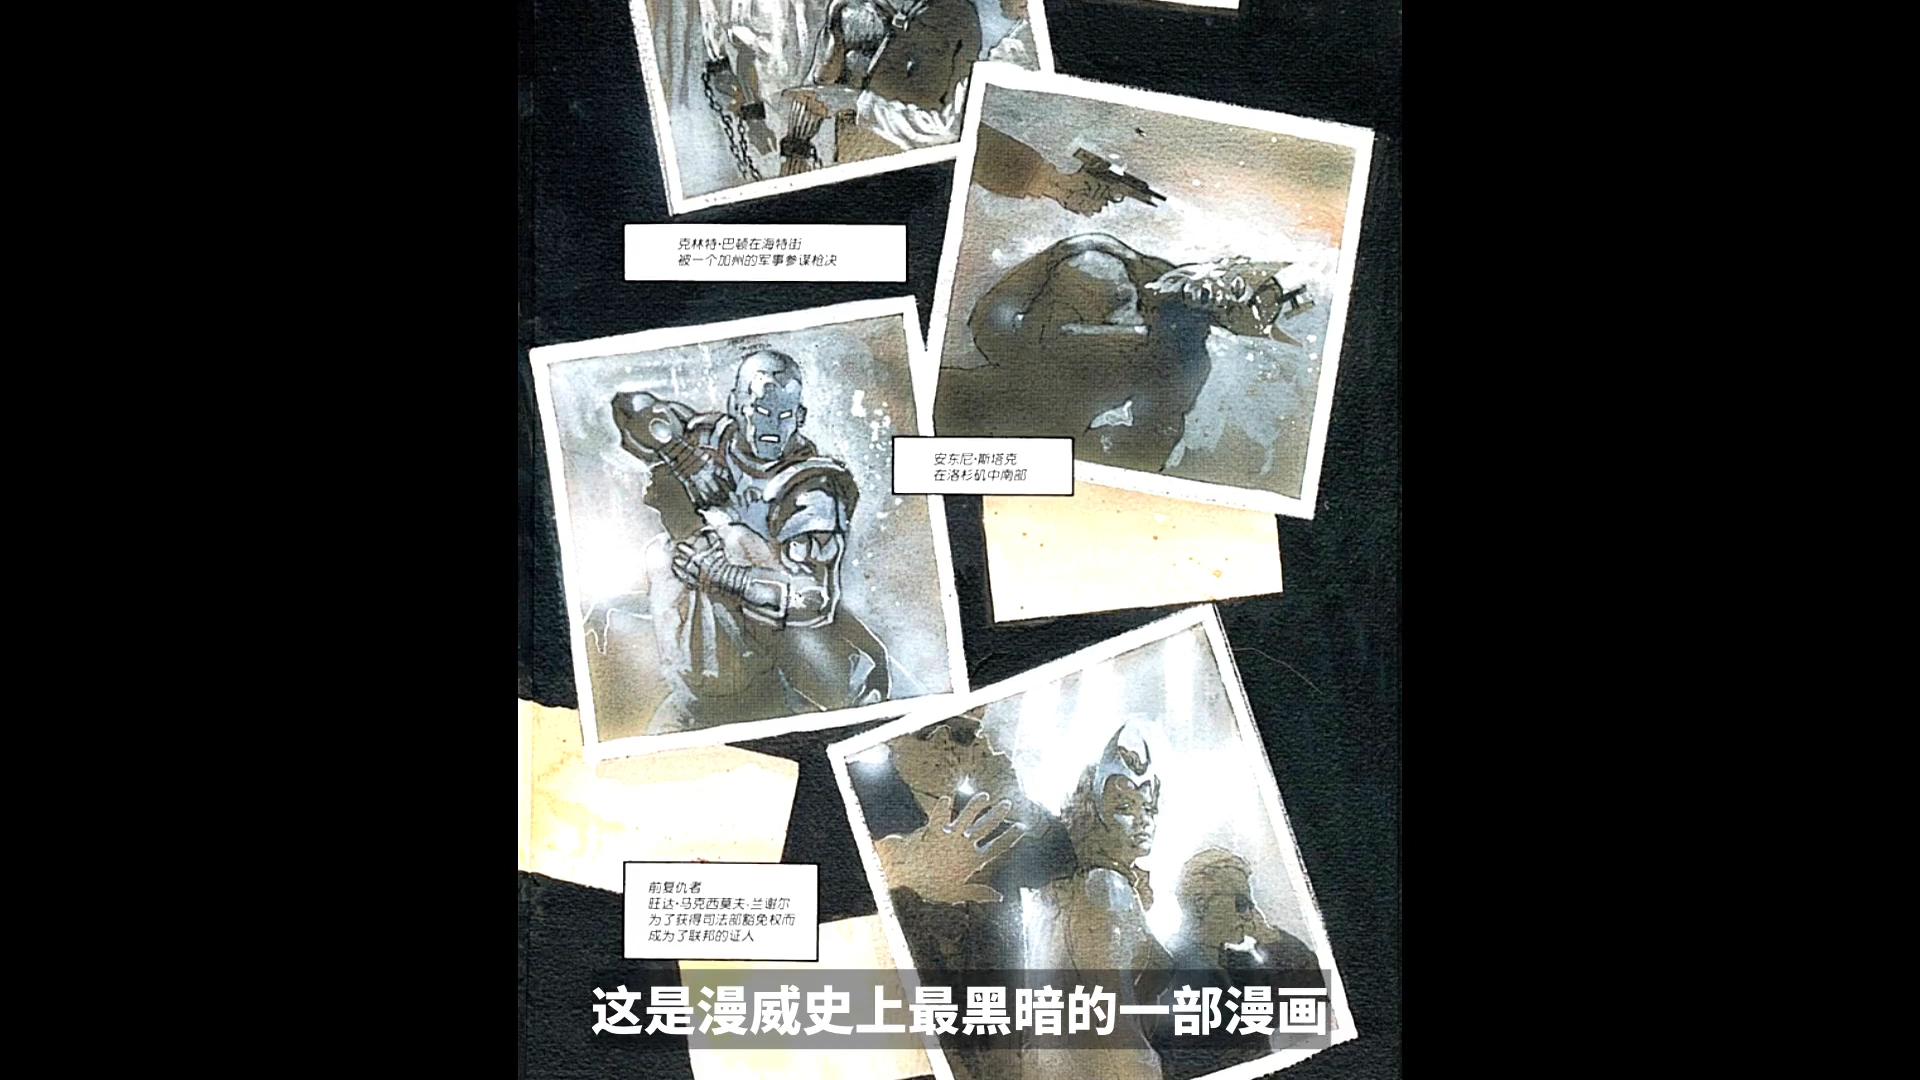 克林特·巴顿在海特街
被一个加州的军事参谋枪决
安东尼·斯塔克
在洛杉矶中南部
前复仇者
旺达·马克西莫夫·兰谢尔
为了获得司法部豁免权而
成为了联邦的证人
这是漫威史上最黑暗的一部漫画